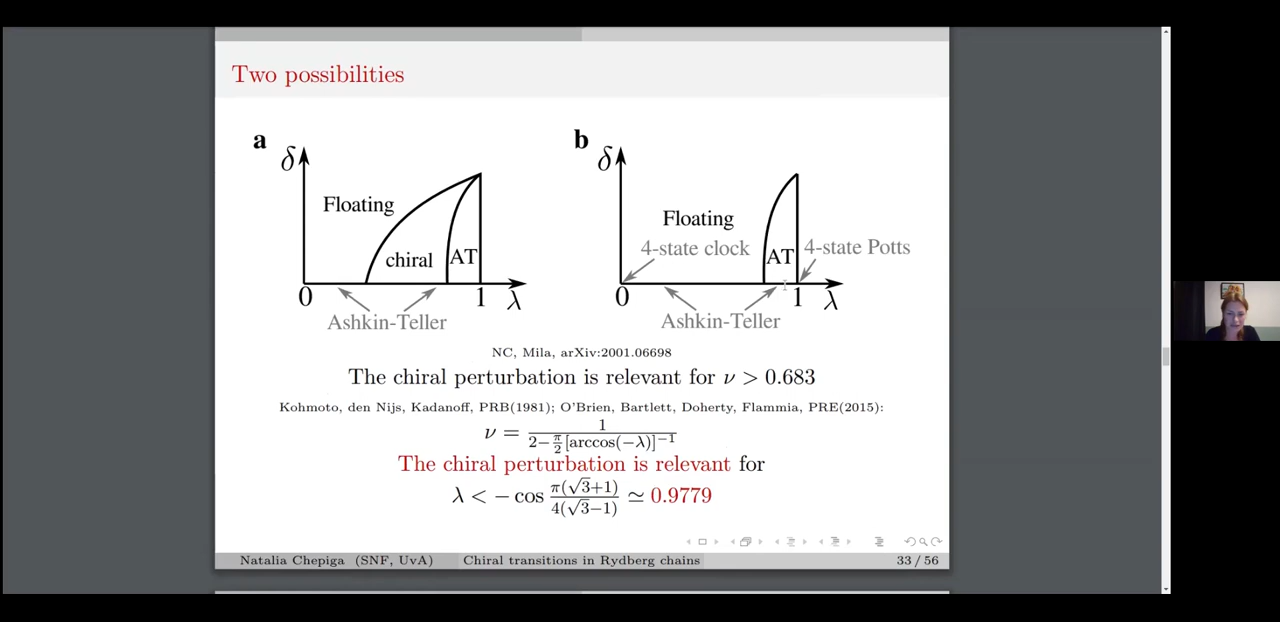 Two possibilities
a
δ
Floating
chiral
AT
0
1
λ
Ashkin-Teller
b
δ
Floating
4-state clock
AT
4-state Potts
0
1
λ
Ashkin-Teller
NC, Mila, arXiv:2001.06698
The chiral perturbation is relevant for ν > 0.683
Kohmoto, den Nijs, Kadanoff, PRB(1981); O'Brien, Bartlett, Doherty, Flammia, PRE(2015):
ν = 1 / (2−π/2[arccos(−λ)]⁻¹)
The chiral perturbation is relevant for
λ < − cos π(√3+1) / 4(√3−1) ≃ 0.9779
Natalia Chepiga (SNF, UvA) Chiral transitions in Rydberg chains 33 / 56